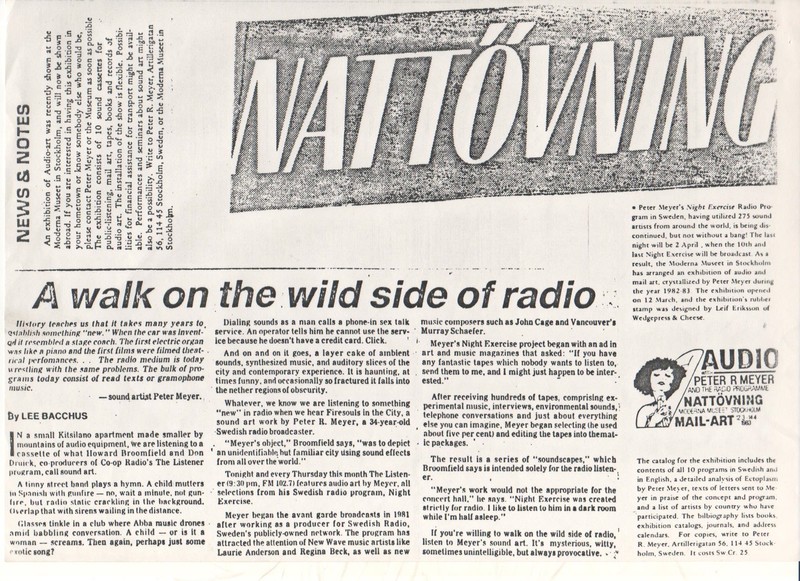 NEWS & NOTES
An exhibition of Audio-art was recently shown at the
Moderna Museet in Stockholm, and will now be shown
abroad. If you are interested in having this exhibition in
your hometown or know somebody else who would be,
please contact Peter Meyer or the Museum as soon as possible
The exhibition consists of 10 sound cassettes for
public-listening, mail art, tapes, books and records of
audio art. The installation of the show is flexible. Possibi-
lities for financial assistance for transport might be avail-
able. Performances and seminars about sound art might
also be a possibility. Write to Peter R. Meyer, Artillerigatan
56, 114 45 Stockholm, Sweden, or the Moderna Museet in
Stockholm.
NATTÖVNING
• Peter Meyer's Night Exercise Radio Pro-
gram in Sweden, having utilized 275 sound
artists from around the world, is being dis-
continued, but not without a bang! The last
night will be 2 April, when the 10th and
last Night Exercise will be broadcast. As a
result, the Moderna Museet in Stockholm
has arranged an exhibition of audio and
mail art, crystallized by Peter Meyer during
the year 1982-83. The exhibition opened
on 12 March, and the exhibition's rubber
stamp was designed by Leif Eriksson of
Wedgepress & Cheese.
A walk on the wild side of radio
History teaches us that it takes many years to
establish something "new." When the car was invent-
ed it resembled a stage coach. The first electric organ
was like a piano and the first films were filmed theat-
rical performances. . . The radio medium is today
wrestling with the same problems. The bulk of pro-
grams today consist of read texts or gramophone
music.
— sound artist Peter Meyer.
By LEE BACCHUS
IN a small Kitsilano apartment made smaller by
mountains of audio equipment, we are listening to a
cassette of what Howard Broomfield and Don
Druick, co-producers of Co-op Radio's The Listener
program, call sound art.
A tinny street band plays a hymn. A child mutters
in Spanish with gunfire — no, wait a minute, not gun-
fire, but radio static crackling in the background.
Overlap that with sirens wailing in the distance.
Glasses tinkle in a club where Abba music drones
amid babbling conversation. A child — or is it a
woman — screams. Then again, perhaps just some
exotic song?
Dialing sounds as a man calls a phone-in sex talk
service. An operator tells him he cannot use the serv-
ice because he doesn't have a credit card. Click.
And on and on it goes, a layer cake of ambient
sounds, synthesized music, and auditory slices of the
city and contemporary experience. It is haunting, at
times funny, and occasionally so fractured it falls into
the nether regions of obscurity.
Whatever, we know we are listening to something
"new" in radio when we hear Firesouls in the City, a
sound art work by Peter R. Meyer, a 34-year-old
Swedish radio broadcaster.
"Meyer's object," Broomfield says, "was to depict
an unidentifiable but familiar city using sound effects
from all over the world."
Tonight and every Thursday this month The Listen-
er (9:30 pm, FM 102.7) features audio art by Meyer, all
selections from his Swedish radio program, Night
Exercise.
Meyer began the avant garde broadcasts in 1981
after working as a producer for Swedish Radio,
Sweden's publicly-owned network. The program has
attracted the attention of New Wave music artists like
Laurie Anderson and Regina Beck, as well as new
music composers such as John Cage and Vancouver's
Murray Schaefer.
Meyer's Night Exercise project began with an ad in
art and music magazines that asked: "If you have
any fantastic tapes which nobody wants to listen to,
send them to me, and I might just happen to be inter-
ested."
After receiving hundreds of tapes, comprising ex-
perimental music, interviews, environmental sounds,
telephone conversations and just about everything
else you can imagine, Meyer began selecting the used
about five per cent) and editing the tapes into themat-
ic packages.
The result is a series of "soundscapes," which
Broomfield says is intended solely for the radio listen-
er.
"Meyer's work would not the appropriate for the
concert hall," he says. "Night Exercise was created
strictly for radio. I like to listen to him in a dark room
while I'm half asleep."
If you're willing to walk on the wild side of radio,
listen to Meyer's sound art. It's mysterious, witty,
sometimes unintelligible, but always provocative.
AUDIO
PETER R MEYER
AND THE RADIO PROGRAMME
NATTÖVNING
MODERNA MUSEET STOCKHOLM
MAIL-ART
The catalog for the exhibition includes the
contents of all 10 programs in Swedish and
in English, a detailed analysis of Ectoplasm
by Peter Meyer, texts of letters sent to Me-
yer in praise of the concept and program,
and a list of artists by country who have
participated. The bibliography lists books,
exhibition catalogs, journals, and address
calendars. For copies, write to Peter
R. Meyer, Artillerigatan 56, 114 45 Stock-
holm, Sweden. It costs Sw Cr. 25.